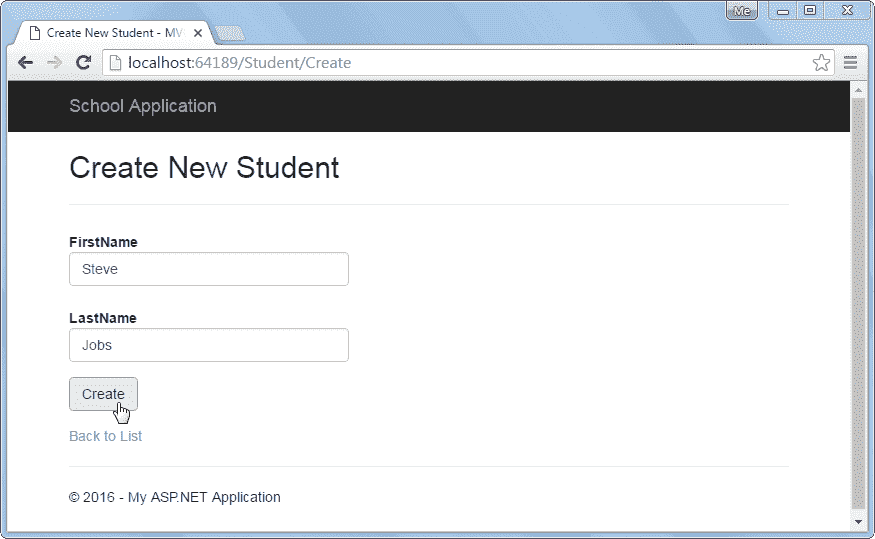 Me
Create New Student - MV
localhost:64189/Student/Create
School Application
Create New Student
FirstName
Steve
LastName
Jobs
Create
Back to List
© 2016 - My ASP.NET Application